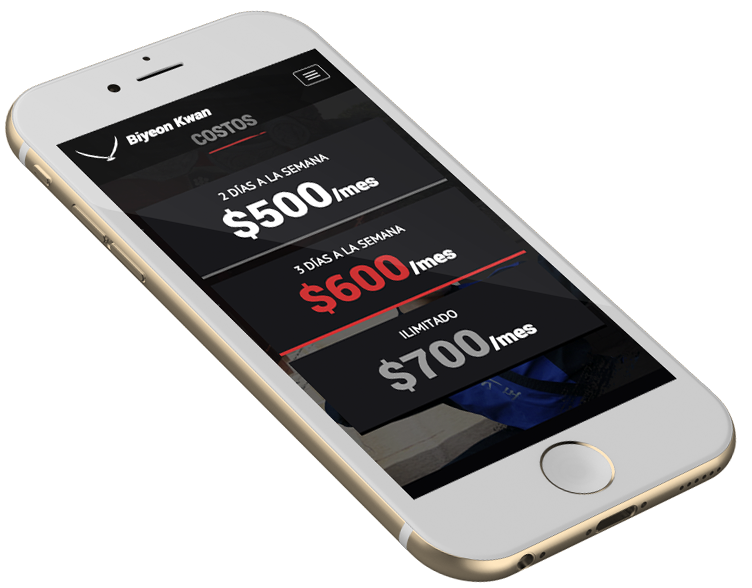 Biyeon Kwan
COSTOS
2 DÍAS A LA SEMANA
$500/mes
3 DÍAS A LA SEMANA
$600/mes
ILIMITADO
$700/mes